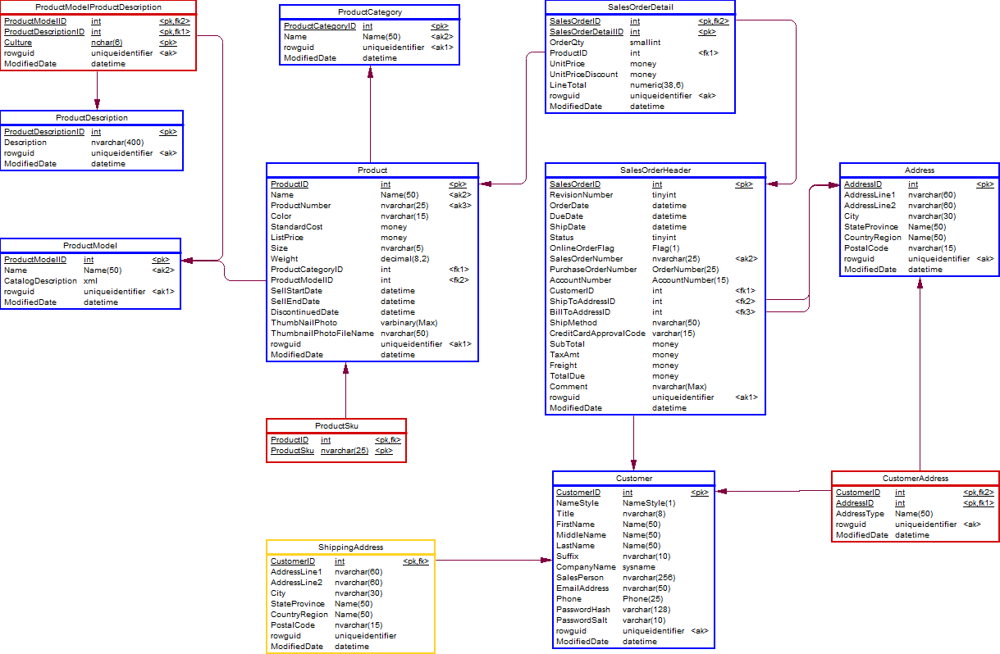 ProductModelProductDescription
ProductModelID int <pk,fk2>
ProductDescriptionID int <pk,fk1>
Culture nchar(6) <pk>
rowguid uniqueidentifier <ak>
ModifiedDate datetime
ProductCategory
ProductCategoryID int <pk>
Name Name(50) <ak2>
rowguid uniqueidentifier <ak1>
ModifiedDate datetime
SalesOrderDetail
SalesOrderID int <pk,fk2>
SalesOrderDetailID int <pk>
OrderQty smallint
ProductID int <fk1>
UnitPrice money
UnitPriceDiscount money
LineTotal numeric(38,6)
rowguid uniqueidentifier <ak>
ModifiedDate datetime
ProductDescription
ProductDescriptionID int <pk>
Description nvarchar(400)
rowguid uniqueidentifier <ak>
ModifiedDate datetime
Product
ProductID int <pk>
Name Name(50) <ak2>
ProductNumber nvarchar(25) <ak3>
Color nvarchar(15)
StandardCost money
ListPrice money
Size nvarchar(5)
Weight decimal(8,2)
ProductCategoryID int <fk1>
ProductModelID int <fk2>
SellStartDate datetime
SellEndDate datetime
DiscontinuedDate datetime
ThumbNailPhoto varbinary(Max)
ThumbnailPhotoFileName nvarchar(50)
rowguid uniqueidentifier <ak1>
ModifiedDate datetime
SalesOrderHeader
SalesOrderID int <pk>
RevisionNumber tinyint
OrderDate datetime
DueDate datetime
ShipDate datetime
Status tinyint
OnlineOrderFlag Flag(1)
SalesOrderNumber nvarchar(25) <ak2>
PurchaseOrderNumber OrderNumber(25)
AccountNumber AccountNumber(15)
CustomerID int <fk1>
ShipToAddressID int <fk2>
BillToAddressID int <fk3>
ShipMethod nvarchar(50)
CreditCardApprovalCode varchar(15)
SubTotal money
TaxAmt money
Freight money
TotalDue money
Comment nvarchar(Max)
rowguid uniqueidentifier <ak1>
ModifiedDate datetime
Address
AddressID int <pk>
AddressLine1 nvarchar(60)
AddressLine2 nvarchar(60)
City nvarchar(30)
StateProvince Name(50)
CountryRegion Name(50)
PostalCode nvarchar(15)
rowguid uniqueidentifier <ak>
ModifiedDate datetime
ProductModel
ProductModelID int <pk>
Name Name(50) <ak2>
CatalogDescription xml
rowguid uniqueidentifier <ak1>
ModifiedDate datetime
ProductSku
ProductID int <pk,fk>
ProductSku nvarchar(25) <pk>
Customer
CustomerID int <pk>
NameStyle NameStyle(1)
Title nvarchar(8)
FirstName Name(50)
MiddleName Name(50)
LastName Name(50)
Suffix nvarchar(10)
CompanyName sysname
SalesPerson nvarchar(256)
EmailAddress nvarchar(50)
Phone Phone(25)
PasswordHash varchar(128)
PasswordSalt varchar(10)
rowguid uniqueidentifier <ak>
ModifiedDate datetime
CustomerAddress
CustomerID int <pk,fk2>
AddressID int <pk,fk1>
AddressType Name(50)
rowguid uniqueidentifier <ak>
ModifiedDate datetime
ShippingAddress
CustomerID int <pk,fk>
AddressLine1 nvarchar(60)
AddressLine2 nvarchar(60)
City nvarchar(30)
StateProvince Name(50)
CountryRegion Name(50)
PostalCode nvarchar(15)
rowguid uniqueidentifier
ModifiedDate datetime